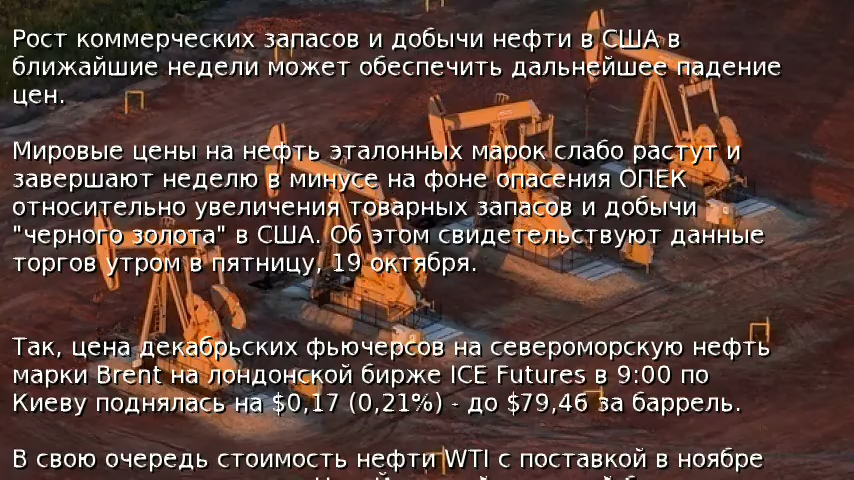 Рост коммерческих запасов и добычи нефти в США в
ближайшие недели может обеспечить дальнейшее падение
цен.
Мировые цены на нефть эталонных марок слабо растут и
завершают неделю в минусе на фоне опасения ОПЕК
относительно увеличения товарных запасов и добычи
"черного золота" в США. Об этом свидетельствуют данные
торгов утром в пятницу, 19 октября.
Так, цена декабрьских фьючерсов на североморскую нефть
марки Brent на лондонской бирже ICE Futures в 9:00 по
Киеву поднялась на $0,17 (0,21%) - до $79,46 за баррель.
В свою очередь стоимость нефти WTI с поставкой в ноябре